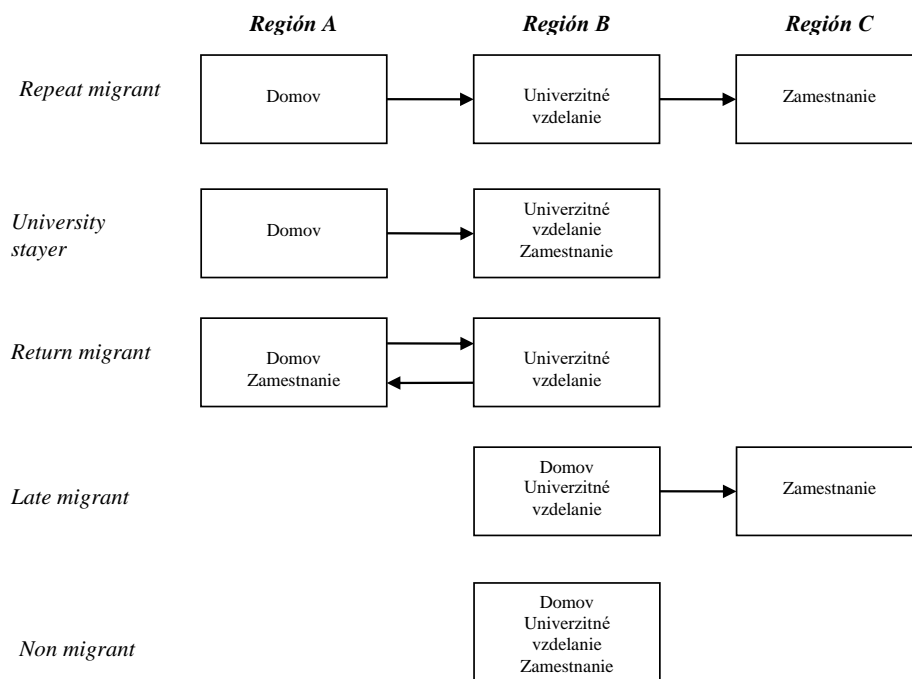 Región A
Región B
Región C
Repeat migrant
Domov
Univerzitné
vzdelanie
Zamestnanie
University
stayer
Domov
Univerzitné
vzdelanie
Zamestnanie
Return migrant
Domov
Zamestnanie
Univerzitné
vzdelanie
Late migrant
Domov
Univerzitné
vzdelanie
Zamestnanie
Non migrant
Domov
Univerzitné
vzdelanie
Zamestnanie